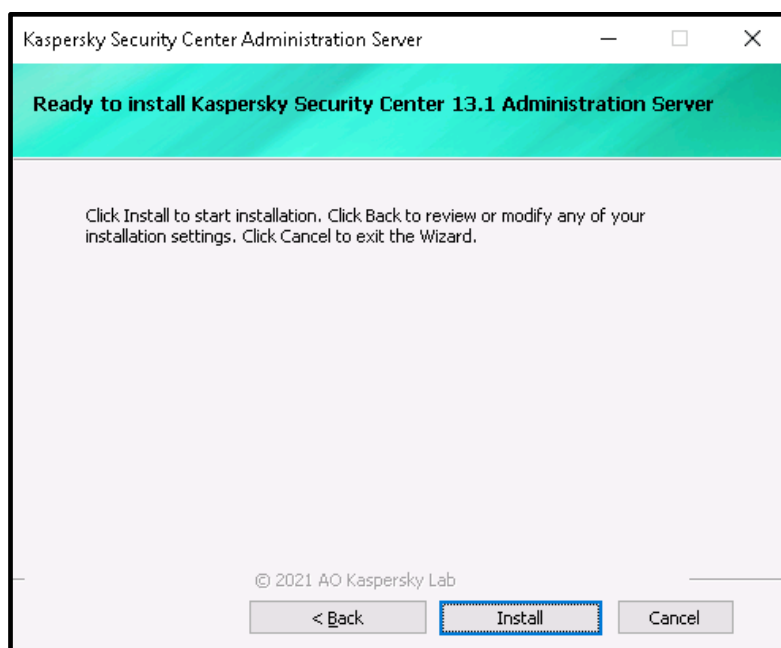 Kaspersky Security Center Administration Server
Ready to install Kaspersky Security Center 13.1 Administration Server
Click Install to start installation. Click Back to review or modify any of your
installation settings. Click Cancel to exit the Wizard.
© 2021 AO Kaspersky Lab
< Back
Install
Cancel